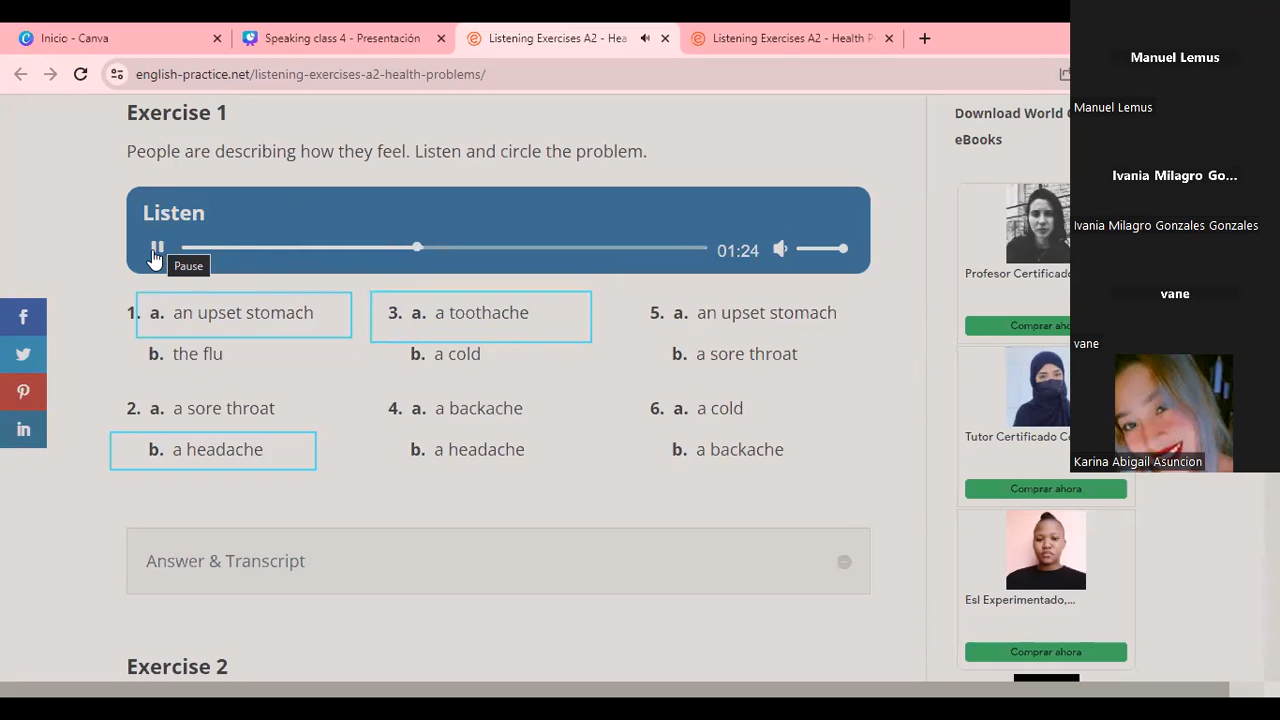 Inicio - Canva
Speaking class 4 - Presentación
Listening Exercises A2 - Hea
Listening Exercises A2 - Health P
english-practice.net/listening-exercises-a2-health-problems/
Exercise 1
People are describing how they feel. Listen and circle the problem.
Listen
01:24
Pause
1. a. an upset stomach
b. the flu
2. a. a sore throat
b. a headache
3. a. a toothache
b. a cold
4. a. a backache
b. a headache
5. a. an upset stomach
b. a sore throat
6. a. a cold
b. a backache
Answer & Transcript
Exercise 2
Download World
eBooks
Profesor Certificado
Comprar ahora
Tutor Certificado
Comprar ahora
Esl Experimentado,...
Comprar ahora
Manuel Lemus
Manuel Lemus
Ivania Milagro Go...
Ivania Milagro Gonzales Gonzales
vane
vane
Karina Abigail Asuncion